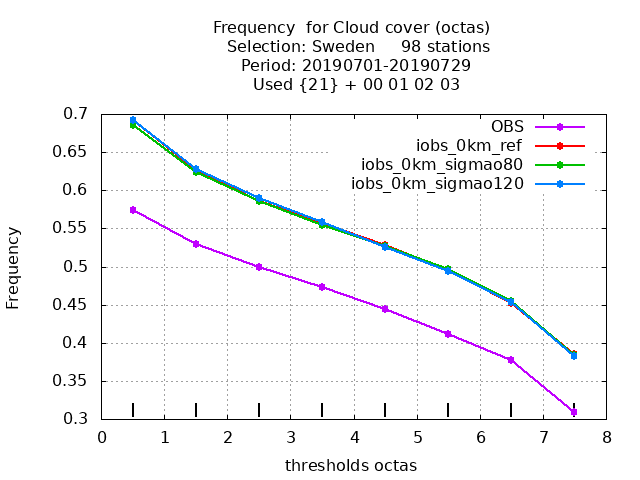 Frequency  for Cloud cover (octas)
Selection: Sweden     98 stations
Period: 20190701-20190729
Used {21} + 00 01 02 03
OBS
iobs_0km_ref
iobs_0km_sigmao80
iobs_0km_sigmao120
Frequency
0.7
0.65
0.6
0.55
0.5
0.45
0.4
0.35
0.3
0 1 2 3 4 5 6 7 8
thresholds octas